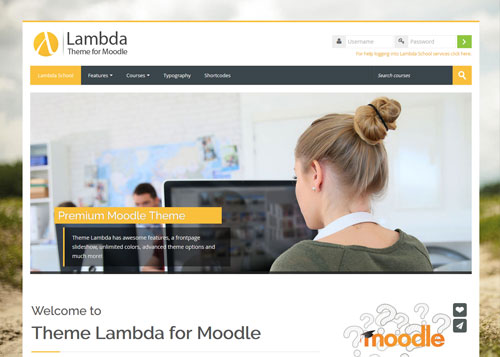 Lambda
Theme for Moodle
Username
Password
For help logging into Lambda School services click here.
Lambda School Features Courses Typography Shortcodes Search courses
Premium Moodle Theme
Theme Lambda has awesome features, a frontpage
slideshow, unlimited colors, advanced theme options and
much more!
Welcome to
Theme Lambda for Moodle
moodle